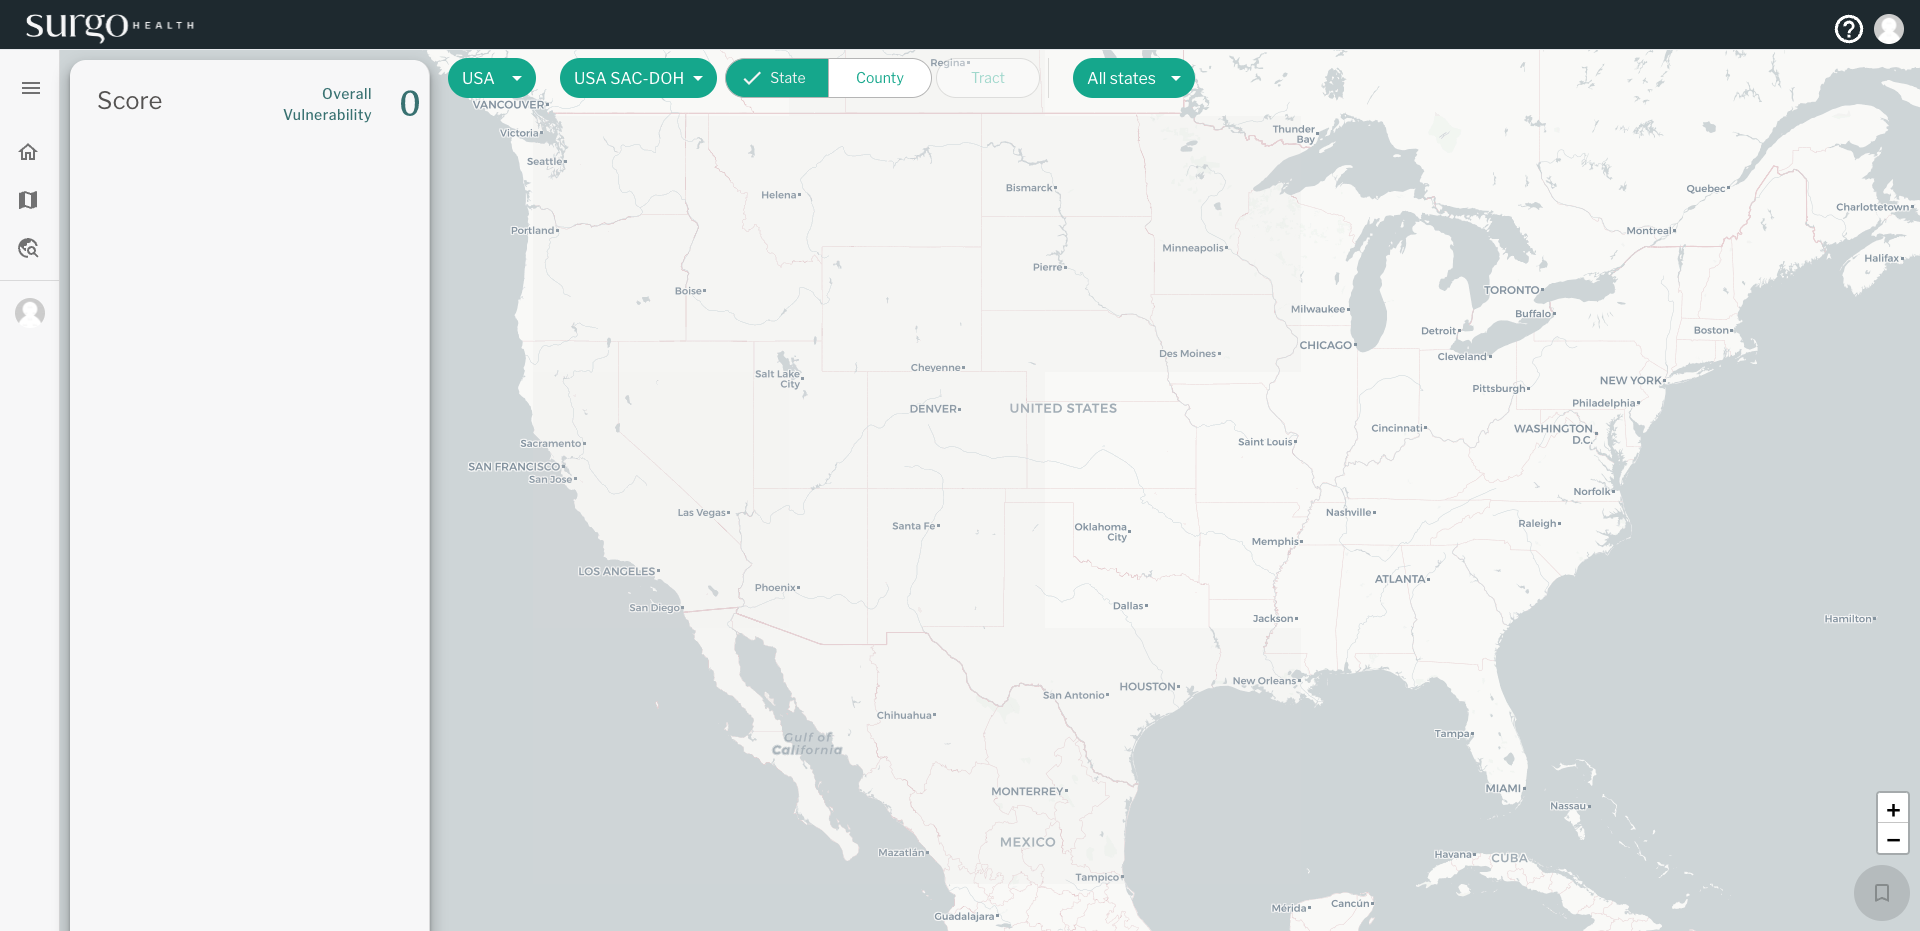 surgo HEALTH
USA
USA SAC-DOH
State
County
Tract
All states
Score
Overall
Vulnerability
0
Regina
VANCOUVER
Victoria
Seattle
Thunder
Bay
Helena
Bismarck
Quebec
Charlottetown
Portland
Montreal
Minneapolis
Halifax
Pierre
Boise
TORONTO
Milwaukee
Buffalo
Detroit
Boston
CHICAGO
Des Moines
Cleveland
Cheyenne
Salt Lake
City
NEW YORK
Pittsburgh
Philadelphia
DENVER
UNITED STATES
Cincinnati
WASHINGTON
D.C.
Sacramento
Saint Louis
SAN FRANCISCO
San Jose
Norfolk
Las Vegas
Nashville
Raleigh
Santa Fe
Oklahoma
City
Memphis
LOS ANGELES
ATLANTA
Phoenix
San Diego
Dallas
Jackson
Hamilton
New Orleans
HOUSTON
San Antonio
Chihuahua
Tampa
Gulf of
California
MIAMI
MONTERREY
Nassau
+
MEXICO
−
Mazatlán
Havana
CUBA
Tampico
Mérida
Cancún
Guadalajara